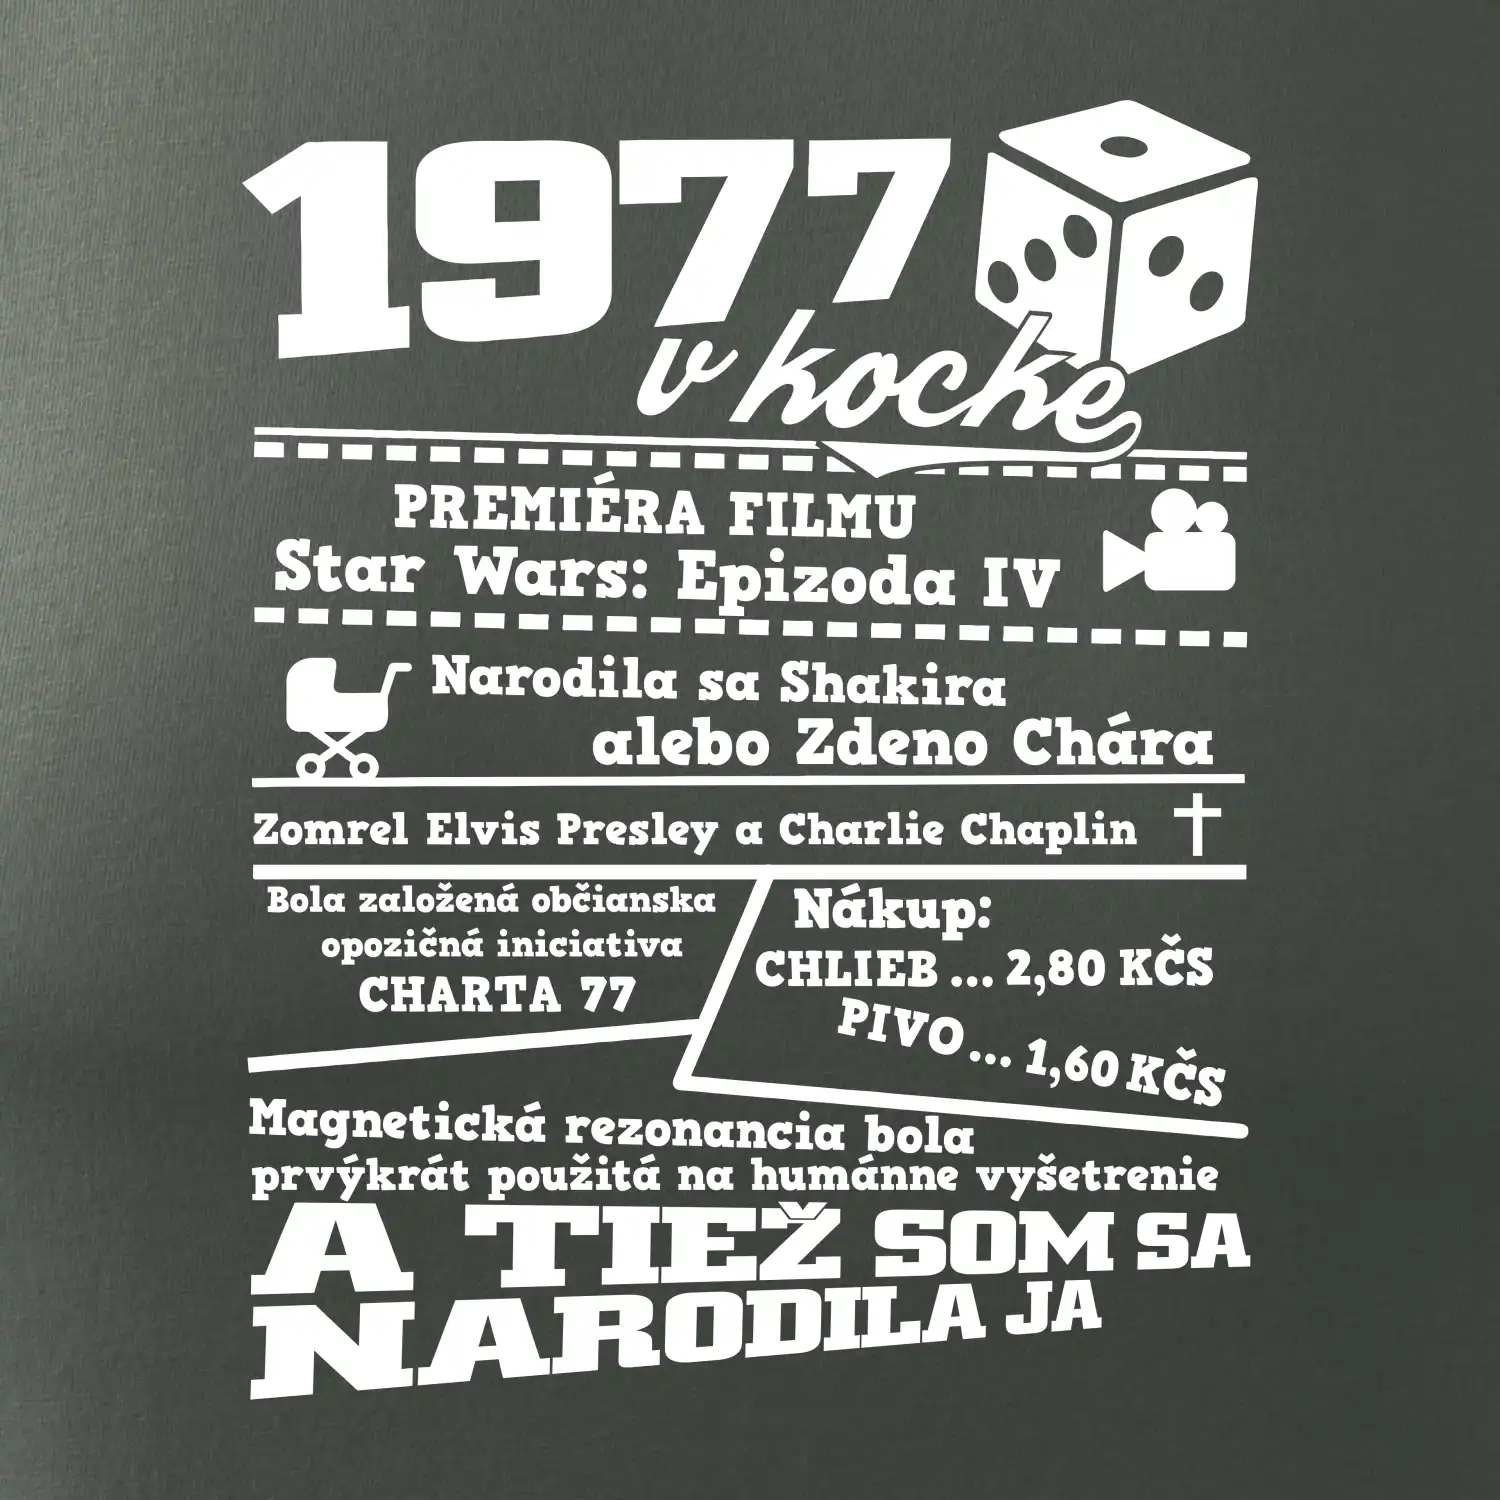 1977
v kocke
PREMIÉRA FILMU
Star Wars: Epizoda IV
Narodila sa Shakira
alebo Zdeno Chára
Zomrel Elvis Presley a Charlie Chaplin
Bola založená občianska
opozičná iniciativa
CHARTA 77
Nákup:
CHLIEB ... 2,80 KČS
PIVO ... 1,60 KČS
Magnetická rezonancia bola
prvýkrát použitá na humánne vyšetrenie
A TIEŽ SOM SA
NARODILA JA